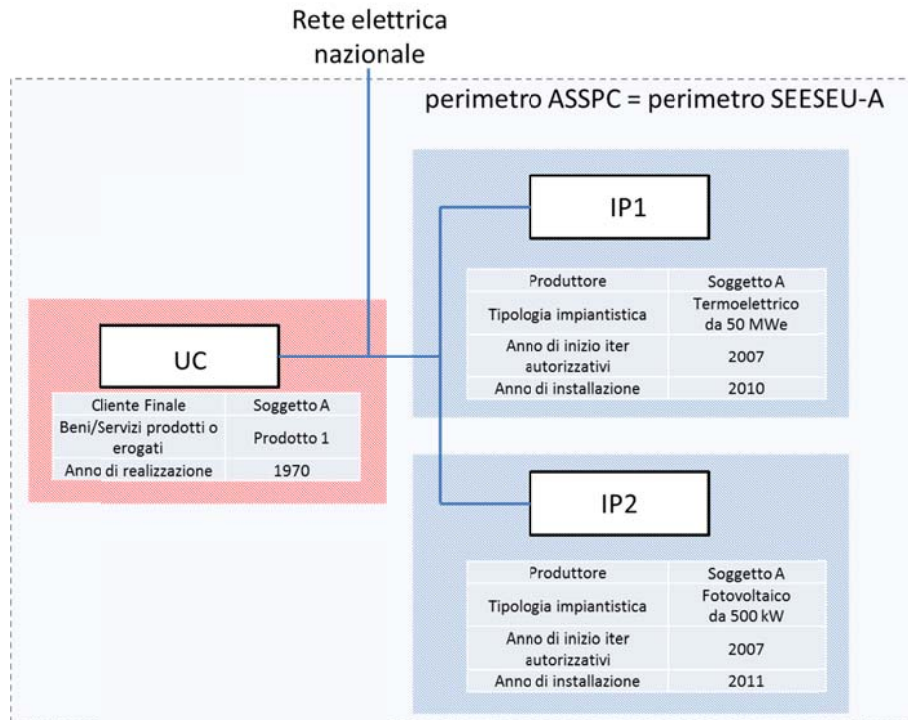 Rete elettrica
nazionale
perimetro ASSPC = perimetro SEESEU-A
IP1
Produttore Soggetto A
Tipologia impiantistica Termoelettrico
da 50 MWe
Anno di inizio iter
autorizzativi 2007
Anno di installazione 2010
UC
Cliente Finale Soggetto A
Beni/Servizi prodotti o
erogati Prodotto 1
Anno di realizzazione 1970
IP2
Produttore Soggetto A
Tipologia impiantistica Fotovoltaico
da 500 kW
Anno di inizio iter
autorizzativi 2007
Anno di installazione 2011